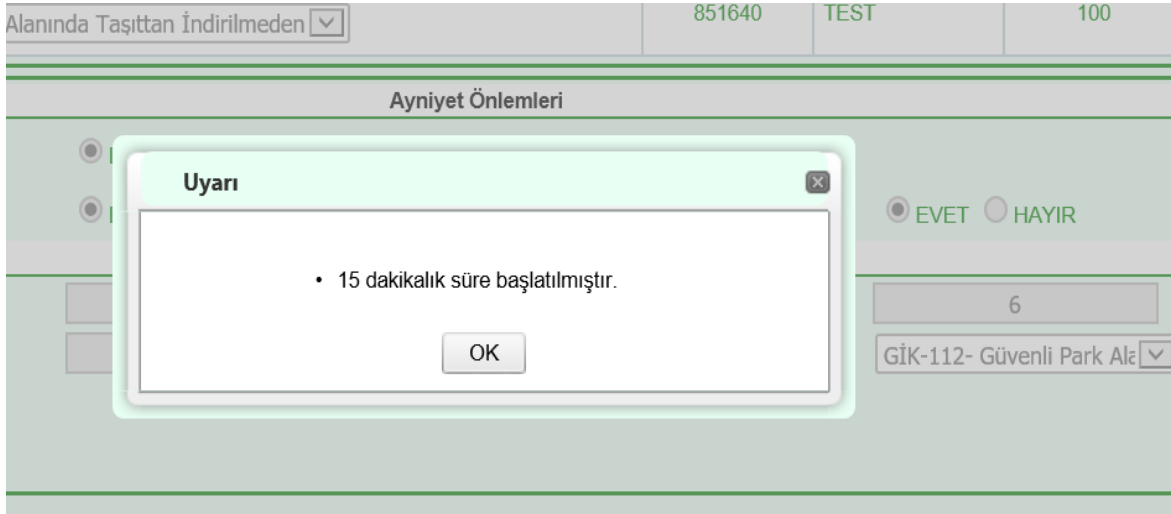 Alanında Taşıttan İndirilmeden
851640 TEST 100
Ayniyet Önlemleri
Uyarı
EVET HAYIR
• 15 dakikalık süre başlatılmıştır.
6
OK
GİK-112- Güvenli Park Ala